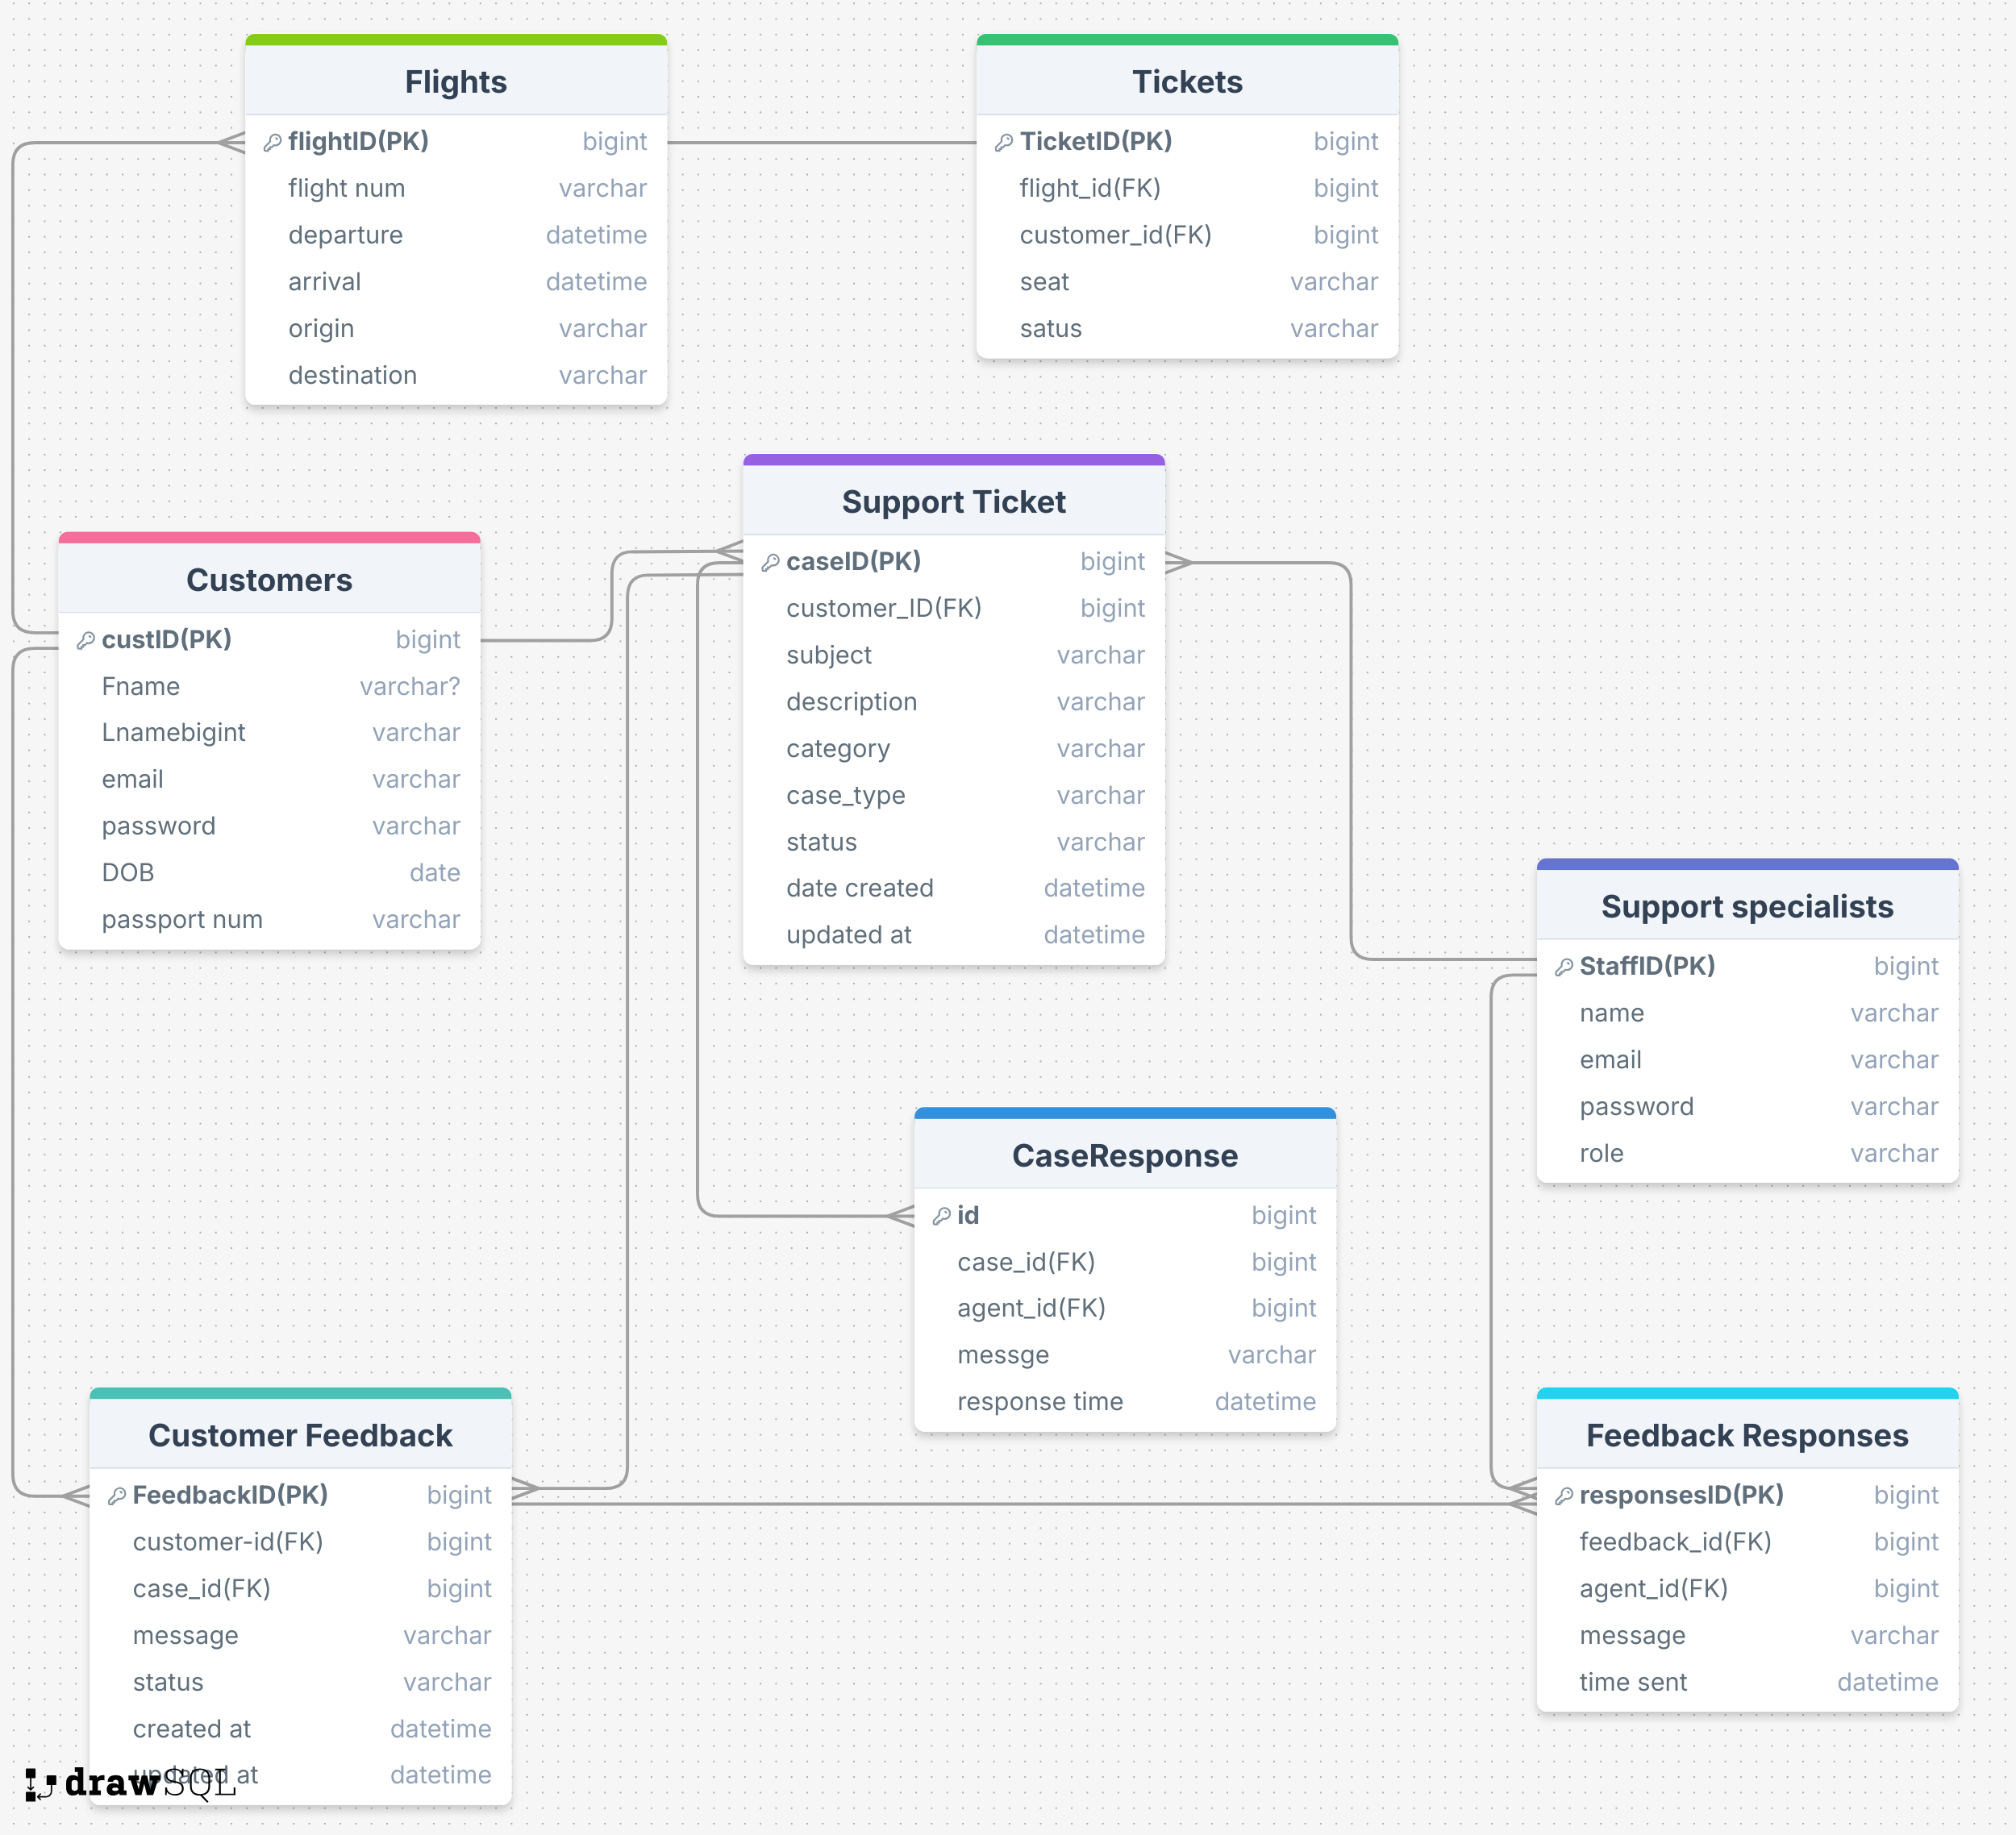 Flights
flightID(PK) bigint
flight num varchar
departure datetime
arrival datetime
origin varchar
destination varchar
Tickets
TicketID(PK) bigint
flight_id(FK) bigint
customer_id(FK) bigint
seat varchar
satus varchar
Support Ticket
caseID(PK) bigint
customer_ID(FK) bigint
subject varchar
description varchar
category varchar
case_type varchar
status varchar
date created datetime
updated at datetime
Customers
custID(PK) bigint
Fname varchar?
Lnamebigint varchar
email varchar
password varchar
DOB date
passport num varchar
Support specialists
StaffID(PK) bigint
name varchar
email varchar
password varchar
role varchar
CaseResponse
id bigint
case_id(FK) bigint
agent_id(FK) bigint
messge varchar
response time datetime
Customer Feedback
FeedbackID(PK) bigint
customer-id(FK) bigint
case_id(FK) bigint
message varchar
status varchar
created at datetime
updated at datetime
Feedback Responses
responsesID(PK) bigint
feedback_id(FK) bigint
agent_id(FK) bigint
message varchar
time sent datetime
drawSQL